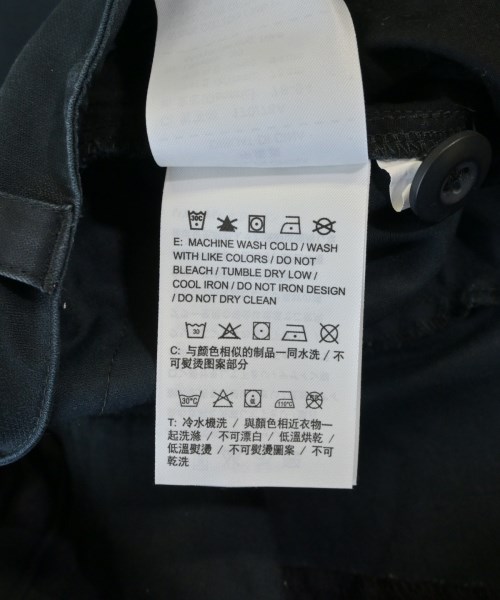 30C
E: MACHINE WASH COLD / WASH
WITH LIKE COLORS / DO NOT
BLEACH / TUMBLE DRY LOW /
COOL IRON / DO NOT IRON DESIGN
/ DO NOT DRY CLEAN
30
C: 与颜色相似的制品一同水洗 / 不
可熨烫图案部分
30°C 110°C
T: 冷水機洗 / 與顏色相近衣物一
起洗滌 / 不可漂白 / 低溫烘乾 /
低溫熨燙 / 不可熨燙圖案 / 不可
乾洗